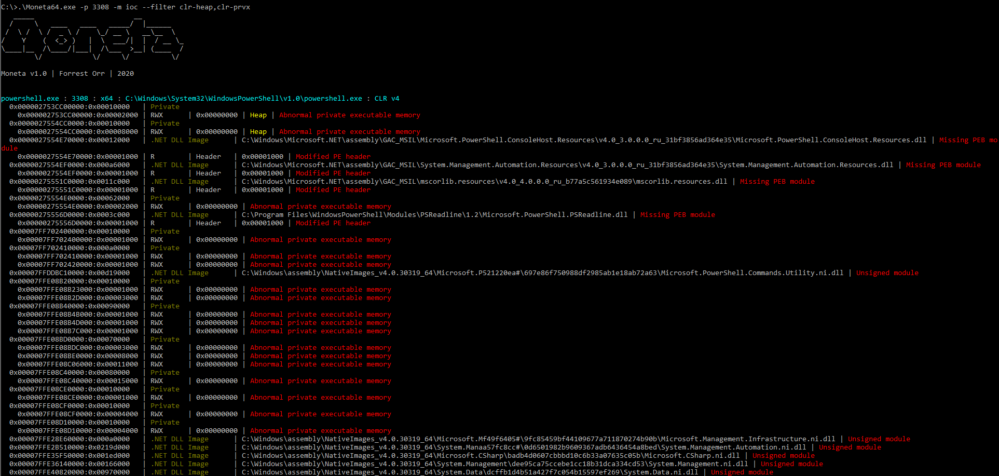 C:\>.\Moneta64.exe -p 3308 -m ioc --filter clr-heap,clr-prvx
   _____                        __
  /     \   ____   ____   _____/  |______
 /  \ /  \ /  _ \ /    \_/ __ \   __\__  \
/    Y    (  <_> )   |  \  ___/|  |  / __ \_
\____|__  /\____/|___|  /\___  >__| (____  /
        \/            \/     \/          \/
Moneta v1.0 | Forrest Orr | 2020
powershell.exe : 3308 : x64 : C:\Windows\System32\WindowsPowerShell\v1.0\powershell.exe : CLR v4
  0x000002753CC00000:0x00010000   | Private
    0x000002753CC00000:0x00002000 | RWX      | 0x00000000 | Heap | Abnormal private executable memory
  0x0000027554CC0000:0x00010000   | Private
    0x0000027554CC0000:0x00008000 | RWX      | 0x00000000 | Heap | Abnormal private executable memory
  0x0000027554E70000:0x00012000   | .NET DLL Image      | C:\Windows\Microsoft.NET\assembly\GAC_MSIL\Microsoft.PowerShell.ConsoleHost.Resources\v4.0_3.0.0.0_ru_31bf3856ad364e35\Microsoft.PowerShell.ConsoleHost.Resources.dll | Missing PEB mo
dule
    0x0000027554E70000:0x00001000 | R        | Header   | 0x00001000 | Modified PE header
  0x0000027554EF0000:0x000a6000   | .NET DLL Image      | C:\Windows\Microsoft.NET\assembly\GAC_MSIL\System.Management.Automation.Resources\v4.0_3.0.0.0_ru_31bf3856ad364e35\System.Management.Automation.Resources.dll | Missing PEB module
    0x0000027554EF0000:0x00001000 | R        | Header   | 0x00001000 | Modified PE header
  0x00000275551C0000:0x0011c000   | .NET DLL Image      | C:\Windows\Microsoft.NET\assembly\GAC_MSIL\mscorlib.resources\v4.0_4.0.0.0_ru_b77a5c561934e089\mscorlib.resources.dll | Missing PEB module
    0x00000275551C0000:0x00001000 | R        | Header   | 0x00001000 | Modified PE header
  0x00000275554E0000:0x00062000   | Private
    0x00000275554E0000:0x00002000 | RWX      | 0x00000000 | Abnormal private executable memory
  0x00000275556D0000:0x0003c000   | .NET DLL Image      | C:\Program Files\WindowsPowerShell\Modules\PSReadline\1.2\Microsoft.PowerShell.PSReadline.dll | Missing PEB module
    0x00000275556D0000:0x00001000 | R        | Header   | 0x00001000 | Modified PE header
  0x00007FF702400000:0x00010000   | Private
    0x00007FF702400000:0x00001000 | RWX      | 0x00000000 | Abnormal private executable memory
  0x00007FF702410000:0x000a0000   | Private
    0x00007FF702410000:0x00001000 | RWX      | 0x00000000 | Abnormal private executable memory
    0x00007FF702420000:0x00001000 | RWX      | 0x00000000 | Abnormal private executable memory
  0x00007FFDDBC10000:0x00d19000   | .NET DLL Image      | C:\Windows\assembly\NativeImages_v4.0.30319_64\Microsoft.P521220ea#\697e86f750988df2985ab1e18ab72a63\Microsoft.PowerShell.Commands.Utility.ni.dll | Unsigned module
  0x00007FFE08B20000:0x00010000   | Private
    0x00007FFE08B23000:0x00001000 | RWX      | 0x00000000 | Abnormal private executable memory
    0x00007FFE08B2D000:0x00003000 | RWX      | 0x00000000 | Abnormal private executable memory
  0x00007FFE08B40000:0x00090000   | Private
    0x00007FFE08B4B000:0x00001000 | RWX      | 0x00000000 | Abnormal private executable memory
    0x00007FFE08B4D000:0x00001000 | RWX      | 0x00000000 | Abnormal private executable memory
    0x00007FFE08B7C000:0x00001000 | RWX      | 0x00000000 | Abnormal private executable memory
  0x00007FFE08BD0000:0x00070000   | Private
    0x00007FFE08BDC000:0x00003000 | RWX      | 0x00000000 | Abnormal private executable memory
    0x00007FFE08BE0000:0x00008000 | RWX      | 0x00000000 | Abnormal private executable memory
    0x00007FFE08C06000:0x00011000 | RWX      | 0x00000000 | Abnormal private executable memory
  0x00007FFE08C40000:0x00080000   | Private
    0x00007FFE08C40000:0x00015000 | RWX      | 0x00000000 | Abnormal private executable memory
  0x00007FFE08CE0000:0x00010000   | Private
    0x00007FFE08CE0000:0x00001000 | RWX      | 0x00000000 | Abnormal private executable memory
  0x00007FFE08CF0000:0x00010000   | Private
    0x00007FFE08CF0000:0x00004000 | RWX      | 0x00000000 | Abnormal private executable memory
  0x00007FFE08D10000:0x00010000   | Private
    0x00007FFE08D10000:0x00004000 | RWX      | 0x00000000 | Abnormal private executable memory
  0x00007FFE28E60000:0x000a0000   | .NET DLL Image      | C:\Windows\assembly\NativeImages_v4.0.30319_64\Microsoft.Mf49f6405#\9fc85459bf44109677a711870274b90b\Microsoft.Management.Infrastructure.ni.dll | Unsigned module
  0x00007FFE2B510000:0x0219d000   | .NET DLL Image      | C:\Windows\assembly\NativeImages_v4.0.30319_64\System.Manaa57fc8cc#\0d6501982b9609367adb6436454a8bed\System.Management.Automation.ni.dll | Unsigned module
  0x00007FFE35F50000:0x001ed000   | .NET DLL Image      | C:\Windows\assembly\NativeImages_v4.0.30319_64\Microsoft.CSharp\badb4d0607cbbbd10c6b33a07635c05b\Microsoft.CSharp.ni.dll | Unsigned module
  0x00007FFE36140000:0x00166000   | .NET DLL Image      | C:\Windows\assembly\NativeImages_v4.0.30319_64\System.Management\dee95ca75ccebe1cc18b31dca334cd53\System.Management.ni.dll | Unsigned module
  0x00007FFE40820000:0x00970000   | .NET DLL Image      | C:\Windows\assembly\NativeImages_v4.0.30319_64\System.Data\dcffb1d4b51a427f7c054b15597ef269\System.Data.ni.dll | Unsigned module